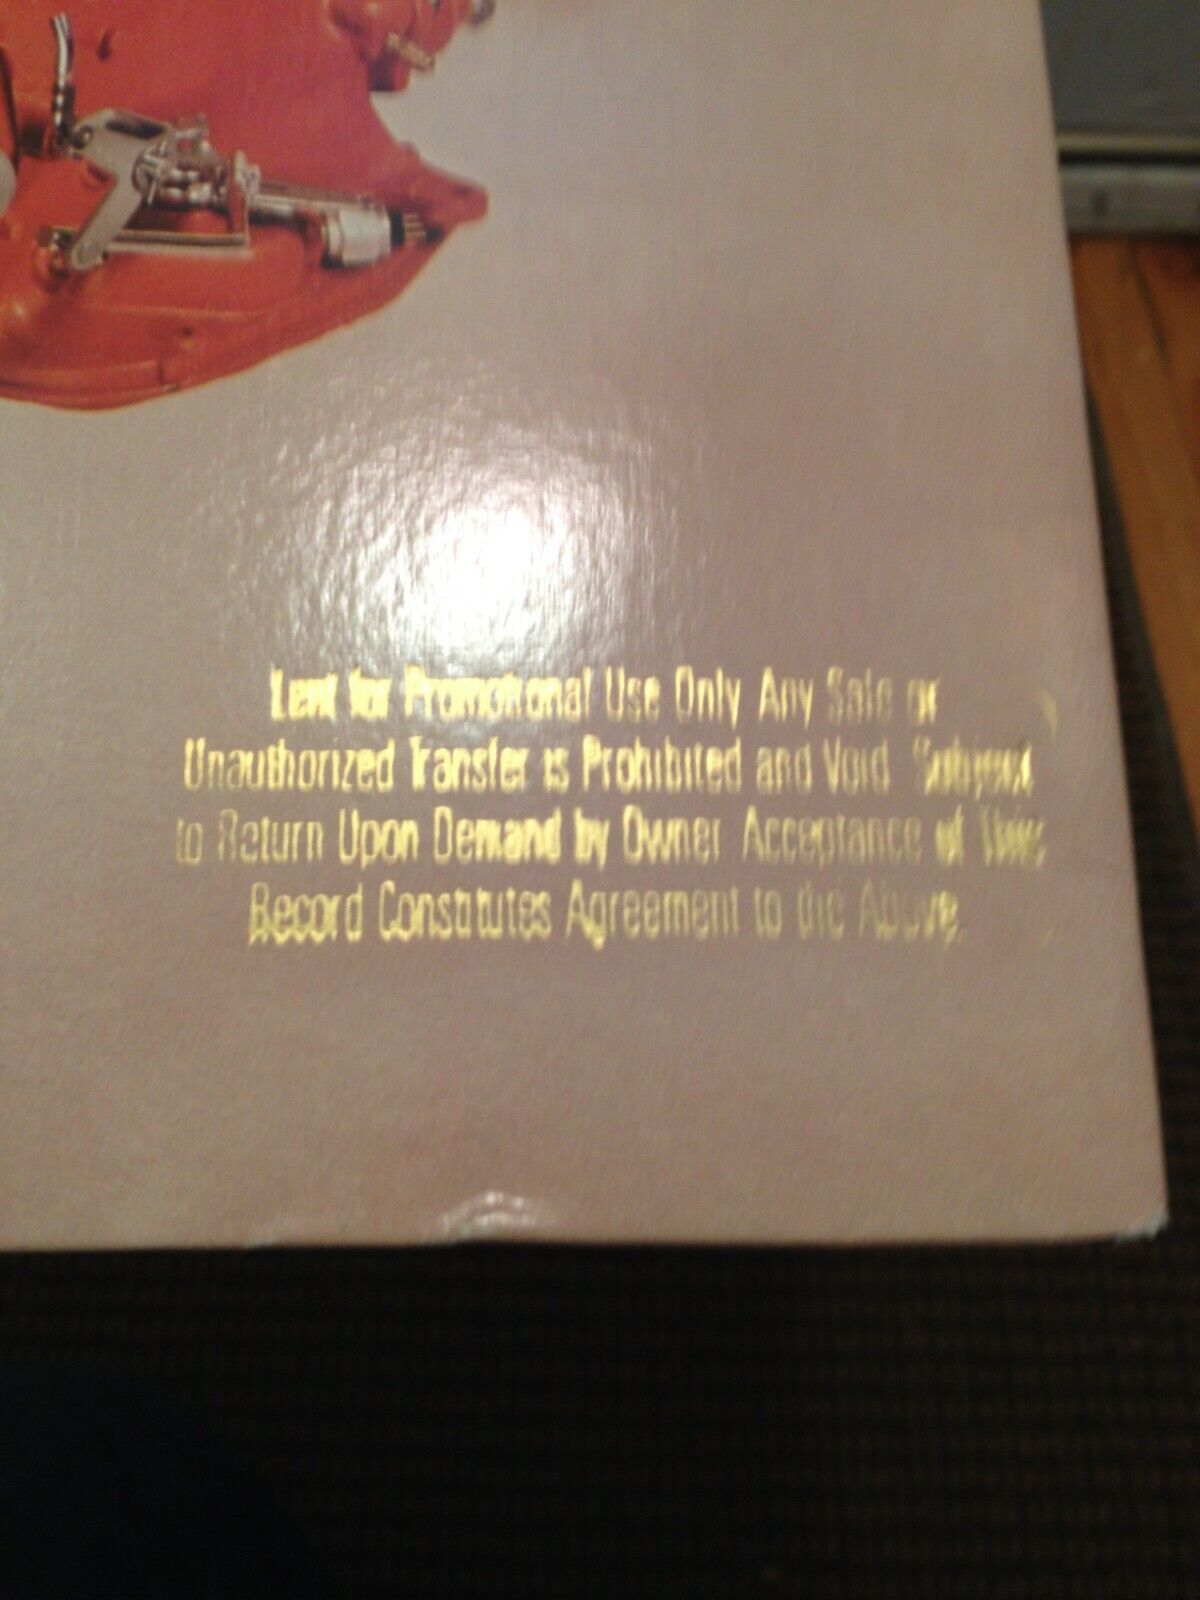 Lent for Promotional Use Only Any Sale or
Unauthorized Transfer is Prohibited and Void Subject
to Return Upon Demand by Owner Acceptance of This
Record Constitutes Agreement to the Above.